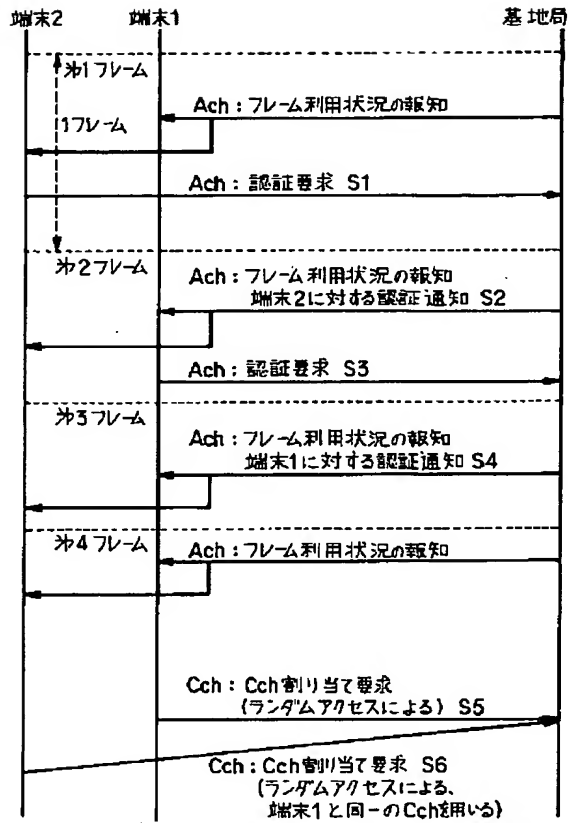 端末2 端末1 基地局
第1フレーム
Ach : フレーム利用状況の報知
1フレーム
Ach : 認証要求 S1
第2フレーム
Ach : フレーム利用状況の報知
端末2に対する認証通知 S2
Ach : 認証要求 S3
第3フレーム
Ach : フレーム利用状況の報知
端末1に対する認証通知 S4
第4フレーム
Ach : フレーム利用状況の報知
Cch : Cch割り当て要求
(ランダムアクセスによる) S5
Cch : Cch割り当て要求 S6
(ランダムアクセスによる、
端末1と同一のCchを用いる)